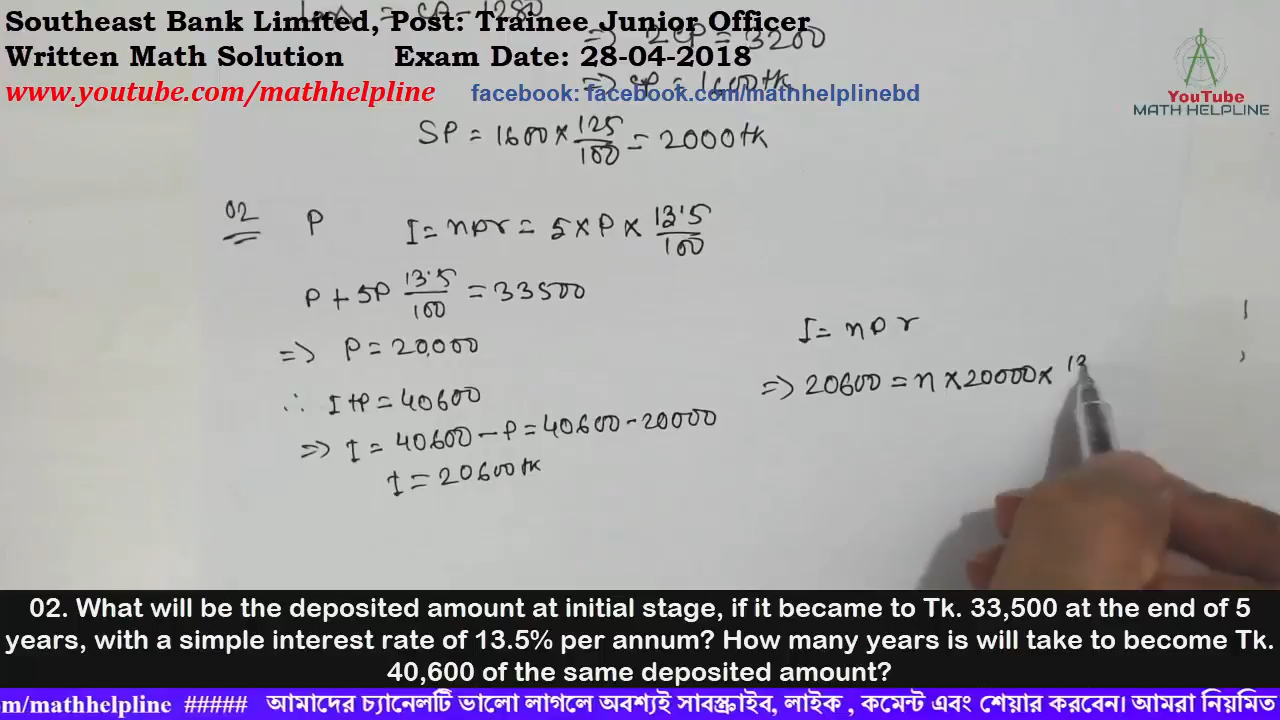 Southeast Bank Limited, Post: Trainee Junior Officer
Written Math Solution Exam Date: 28-04-2018
www.youtube.com/mathhelpline facebook: facebook.com/mathhelplinebd
YouTube
MATH HELPLINE
=> 2CP = 3200
=> CP = 1600tk
SP = 1600 × 125/100 = 2000tk
02 P I = nPr = 5 × P × 13.5/100
P + 5P 13.5/100 = 33500
=> P = 20,000
∴ I + P = 40600
=> I = 40600 - P = 40600 - 20000
I = 20600tk
I = nPr
=> 20600 = n × 20000 × 13
02. What will be the deposited amount at initial stage, if it became to Tk. 33,500 at the end of 5
years, with a simple interest rate of 13.5% per annum? How many years is will take to become Tk.
40,600 of the same deposited amount?
m/mathhelpline ##### আমাদের চ্যানেলটি ভালো লাগলে অবশ্যই সাবস্ক্রাইব, লাইক , কমেন্ট এবং শেয়ার করবেন। আমরা নিয়মিত